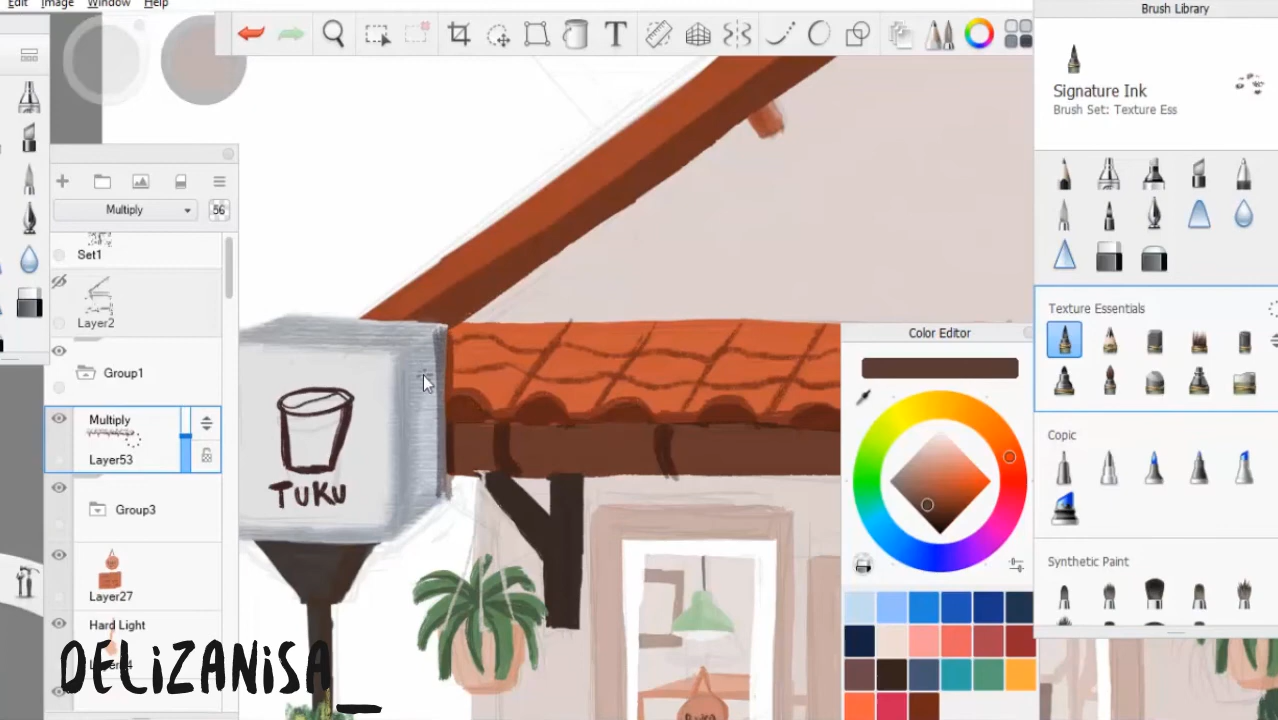 Edit Image Window Help
Brush Library
Signature Ink
Brush Set: Texture Ess
Multiply 56
Set1
Layer2
Group1
Multiply
Layer53
Group3
Layer27
Hard Light
Texture Essentials
Copic
Synthetic Paint
Color Editor
T
TUKU
DELiZANiSA_